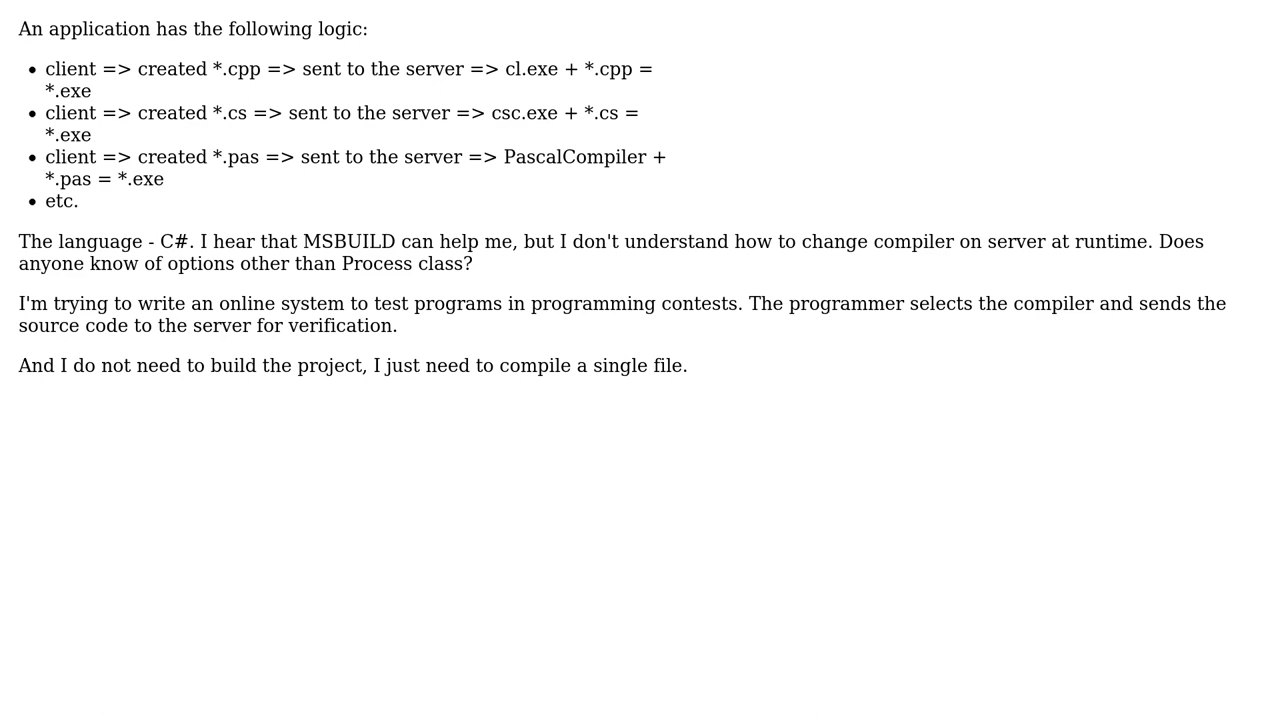 An application has the following logic:
• client => created *.cpp => sent to the server => cl.exe + *.cpp =
*.exe
• client => created *.cs => sent to the server => csc.exe + *.cs =
*.exe
• client => created *.pas => sent to the server => PascalCompiler +
*.pas = *.exe
• etc.
The language - C#. I hear that MSBUILD can help me, but I don't understand how to change compiler on server at runtime. Does
anyone know of options other than Process class?
I'm trying to write an online system to test programs in programming contests. The programmer selects the compiler and sends the
source code to the server for verification.
And I do not need to build the project, I just need to compile a single file.